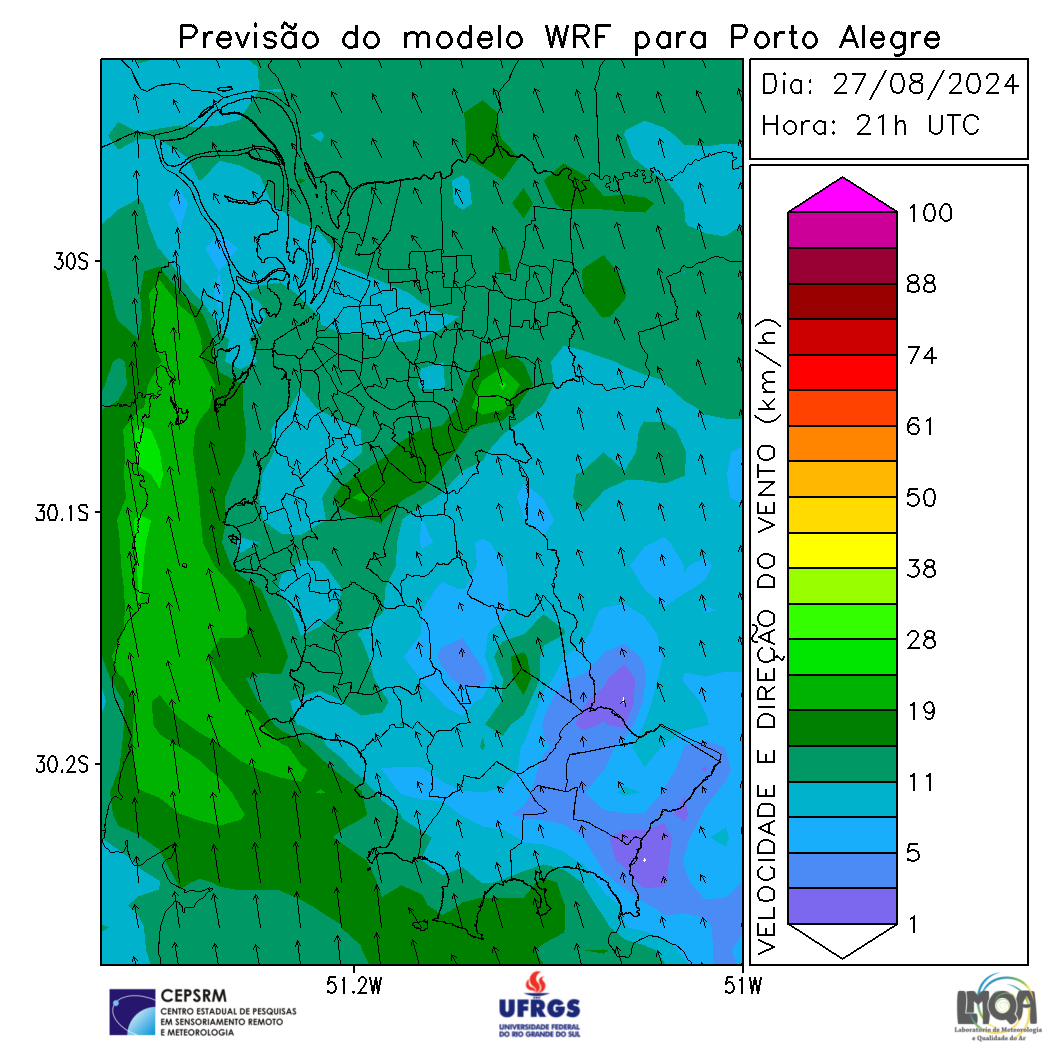 Previsão do modelo WRF para Porto Alegre
Dia: 27/08/2024
Hora: 21h UTC
30S
30.1S
30.2S
51.2W
51W
VELOCIDADE E DIREÇÃO DO VENTO (km/h)
100
88
74
61
50
38
28
19
11
5
1
CEPSRM
CENTRO ESTADUAL DE PESQUISAS
EM SENSORIAMENTO REMOTO
E METEOROLOGIA
UFRGS
UNIVERSIDADE FEDERAL
DO RIO GRANDE DO SUL
LMQA
Laboratório de Meteorologia
e Qualidade do Ar